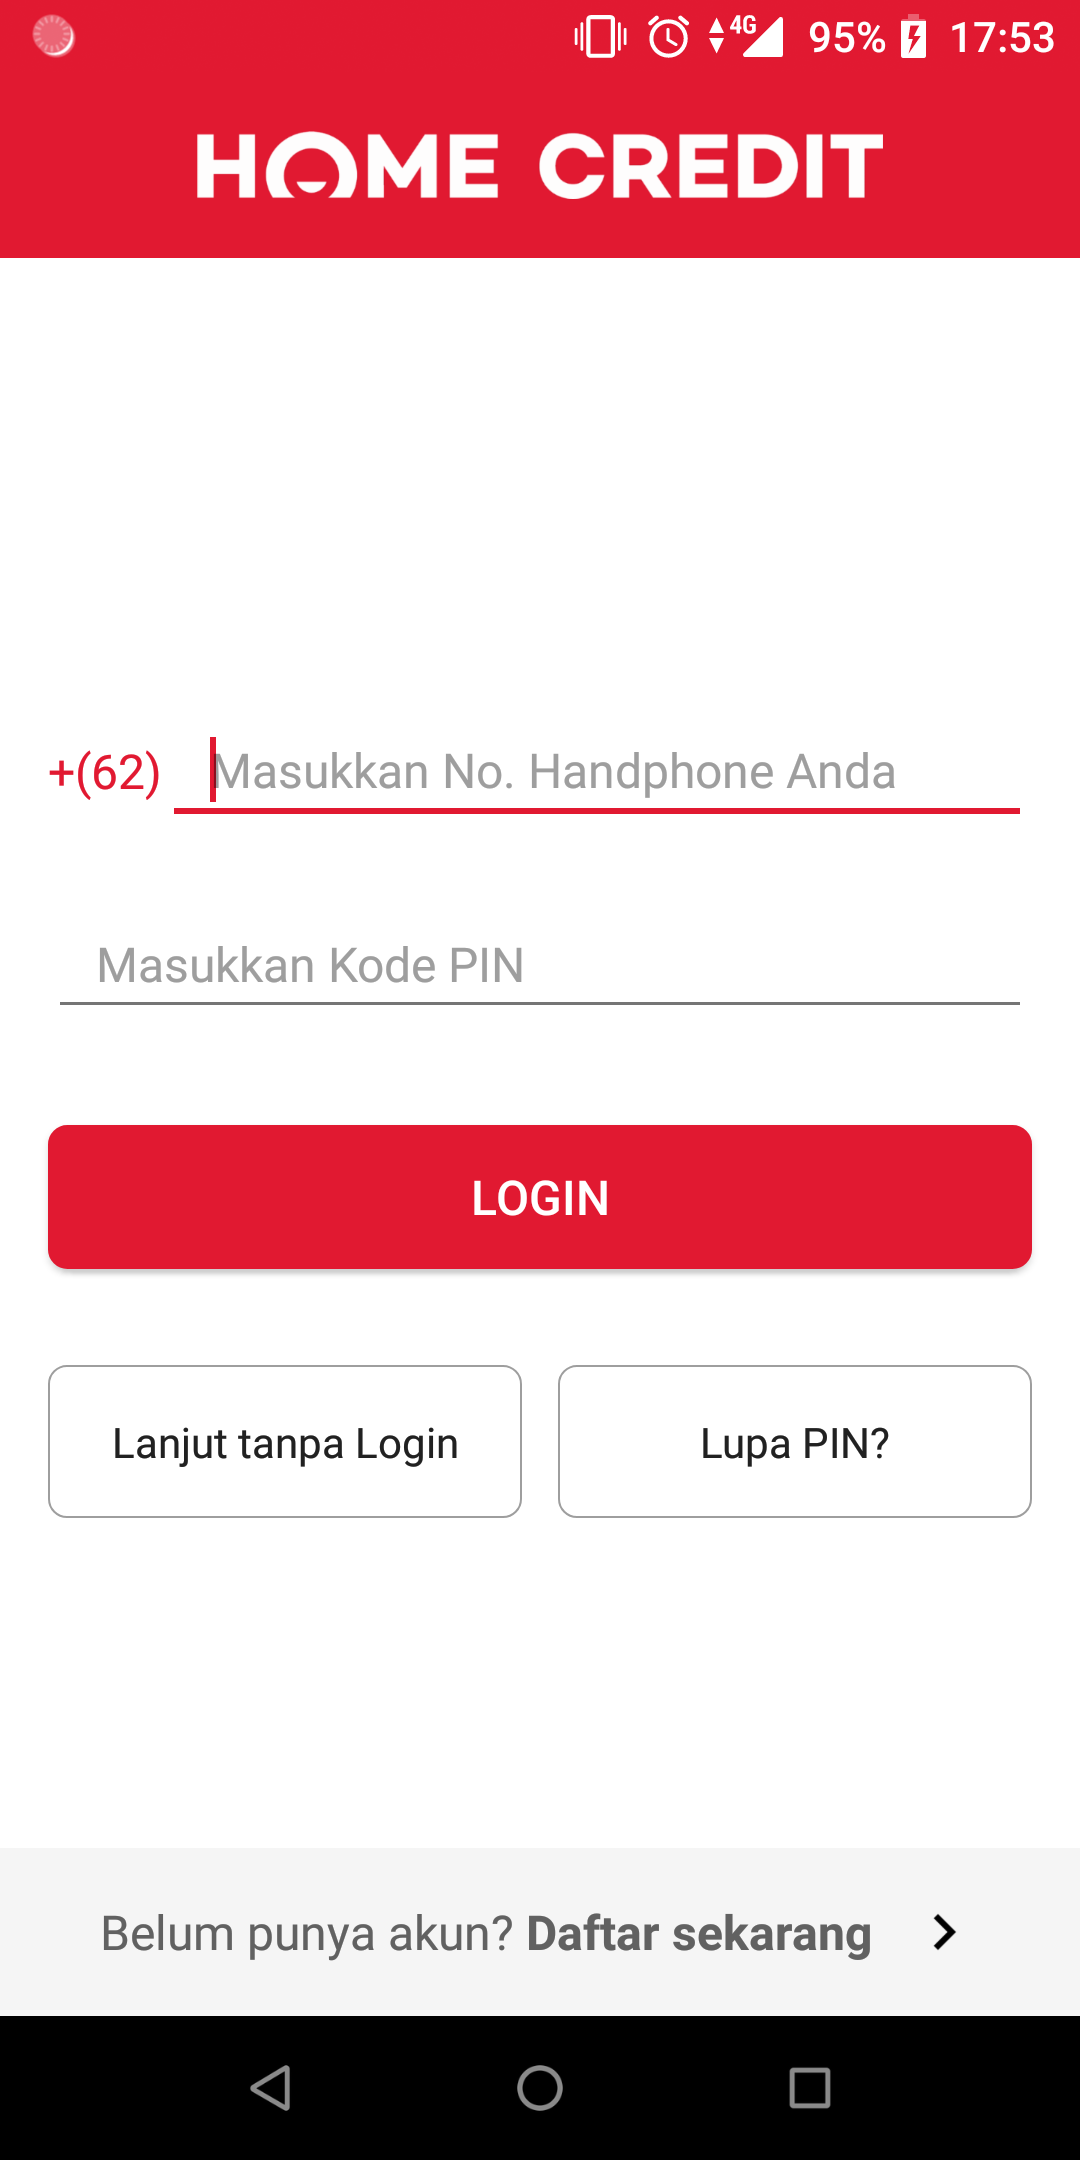 4G 95% 17:53
HOME CREDIT
+(62) Masukkan No. Handphone Anda
Masukkan Kode PIN
LOGIN
Lanjut tanpa Login
Lupa PIN?
Belum punya akun? Daftar sekarang